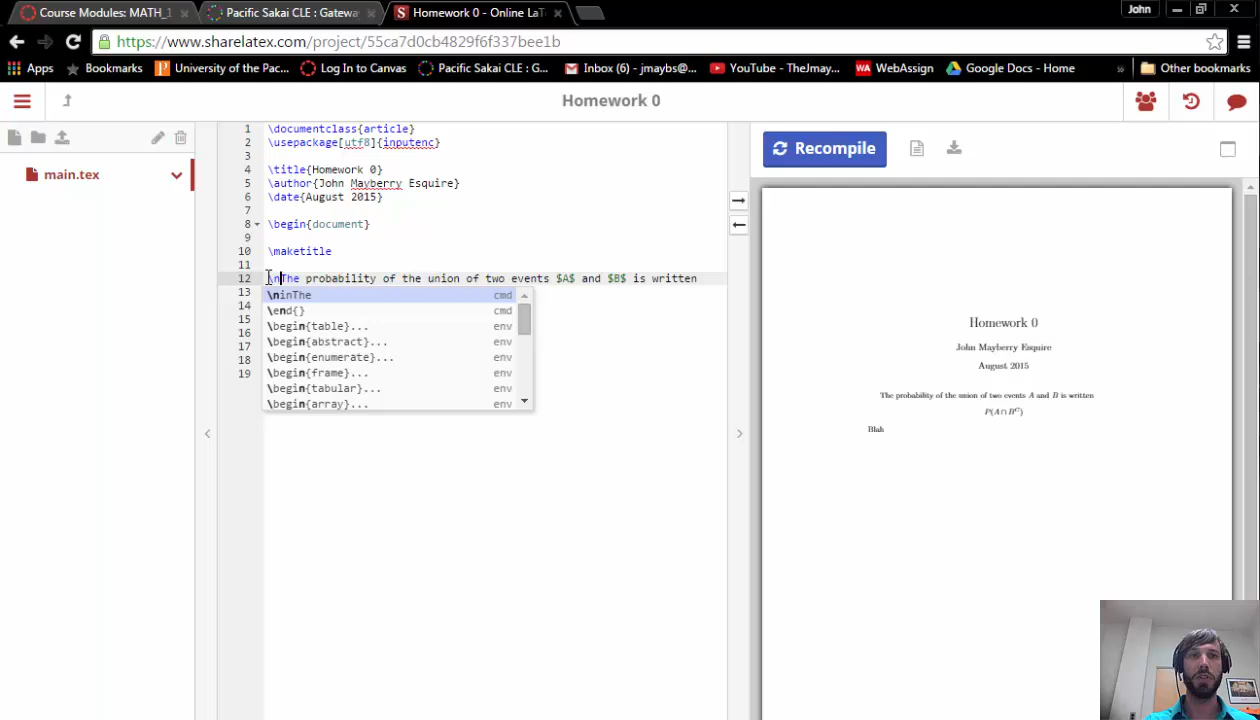 Course Modules: MATH_1
Pacific Sakai CLE : Gatewa
Homework 0 - Online LaT
John
https://www.sharelatex.com/project/55ca7d0cb4829f6f337bee1b
Apps
Bookmarks
University of the Pac...
Log In to Canvas
Pacific Sakai CLE : G...
Inbox (6) - jmaybs@...
YouTube - TheJmay...
WebAssign
Google Docs - Home
»
Other bookmarks
Homework 0
main.tex
1 \documentclass{article}
2 \usepackage[utf8]{inputenc}
3
4 \title{Homework 0}
5 \author{John Mayberry Esquire}
6 \date{August 2015}
7
8 \begin{document}
9
10 \maketitle
11
12 \nThe probability of the union of two events $A$ and $B$ is written
13
14
15
16
17
18
19
\ninThe cmd
\end{} cmd
\begin{table}... env
\begin{abstract}... env
\begin{enumerate}... env
\begin{frame}... env
\begin{tabular}... env
\begin{array}... env
Recompile
Homework 0
John Mayberry Esquire
August 2015
The probability of the union of two events A and B is written
P(A ∩ B^C)
Blah